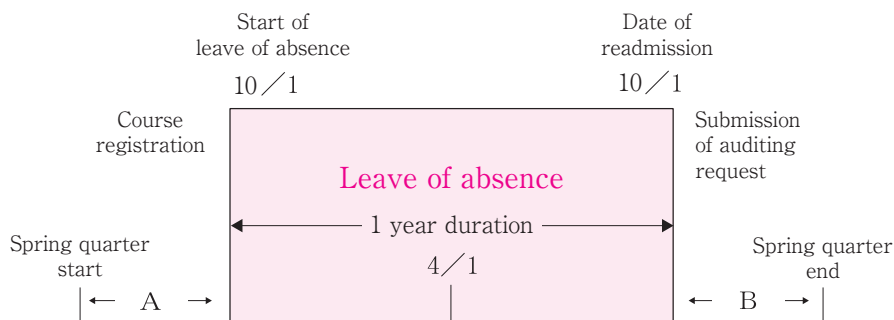 Start of
leave of absence
10／1
Date of
readmission
10／1
Course
registration
Submission
of auditing
request
Leave of absence
1 year duration
4／1
Spring quarter
start
A
B
Spring quarter
end